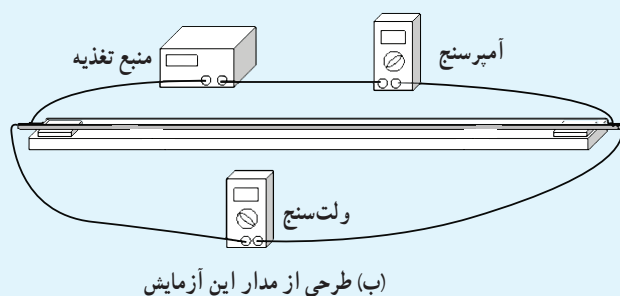 آمپرسنج
منبع تغذیه
ولت‌سنج
(ب) طرحی از مدار این آزمایش